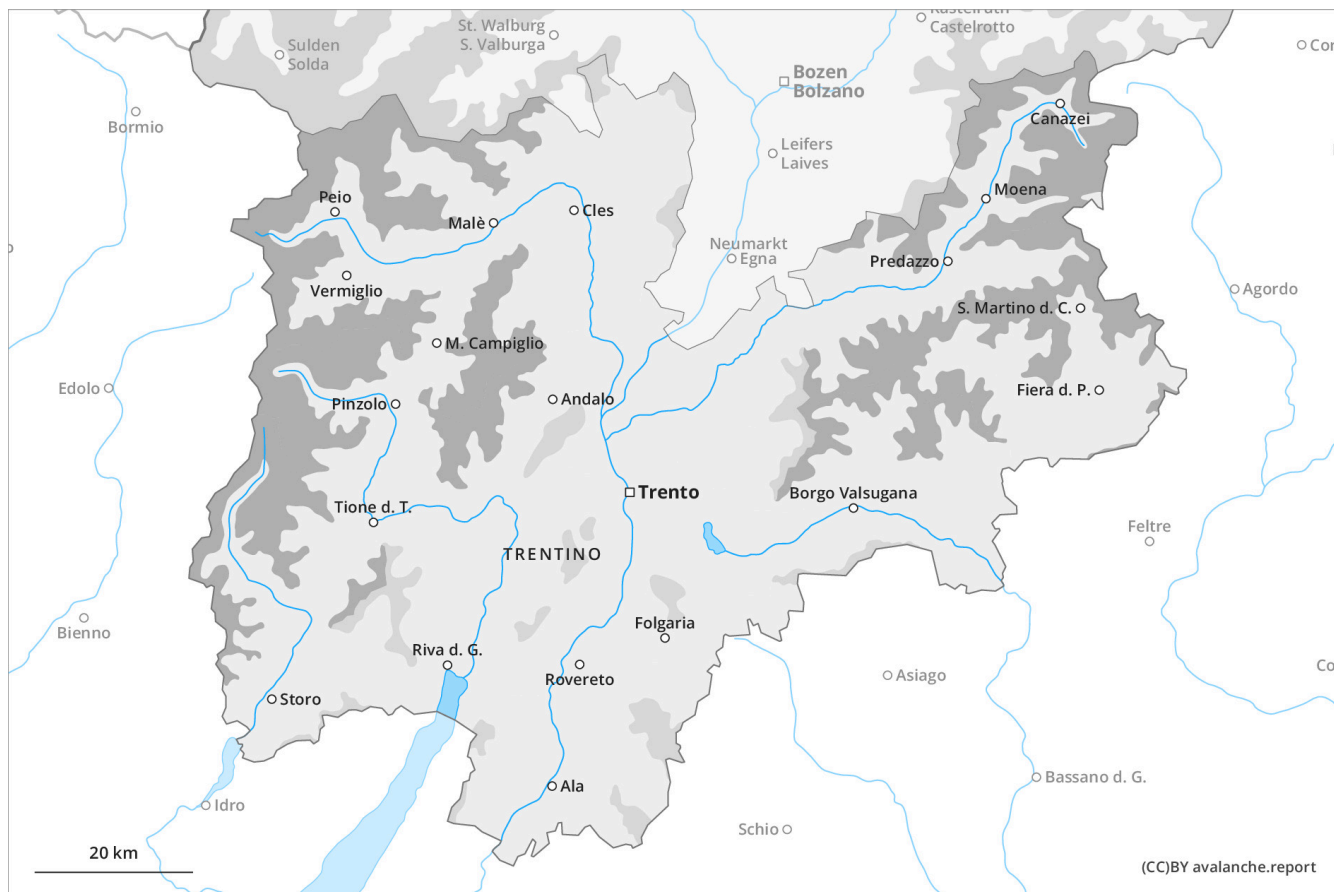 St. Walburg
S. Valburga
Castelrotto
Sulden
Solda
Bozen
Bolzano
Bormio
Canazei
Leifers
Laives
Peio
Moena
Malè
Cles
Neumarkt
Egna
Predazzo
Vermiglio
Agordo
S. Martino d. C.
M. Campiglio
Edolo
Pinzolo
Andalo
Fiera d. P.
Trento
Borgo Valsugana
Tione d. T.
Feltre
TRENTINO
Bienno
Folgaria
Riva d. G.
Rovereto
Asiago
Storo
Ala
Bassano d. G.
Idro
Schio
20 km
(CC)BY avalanche.report